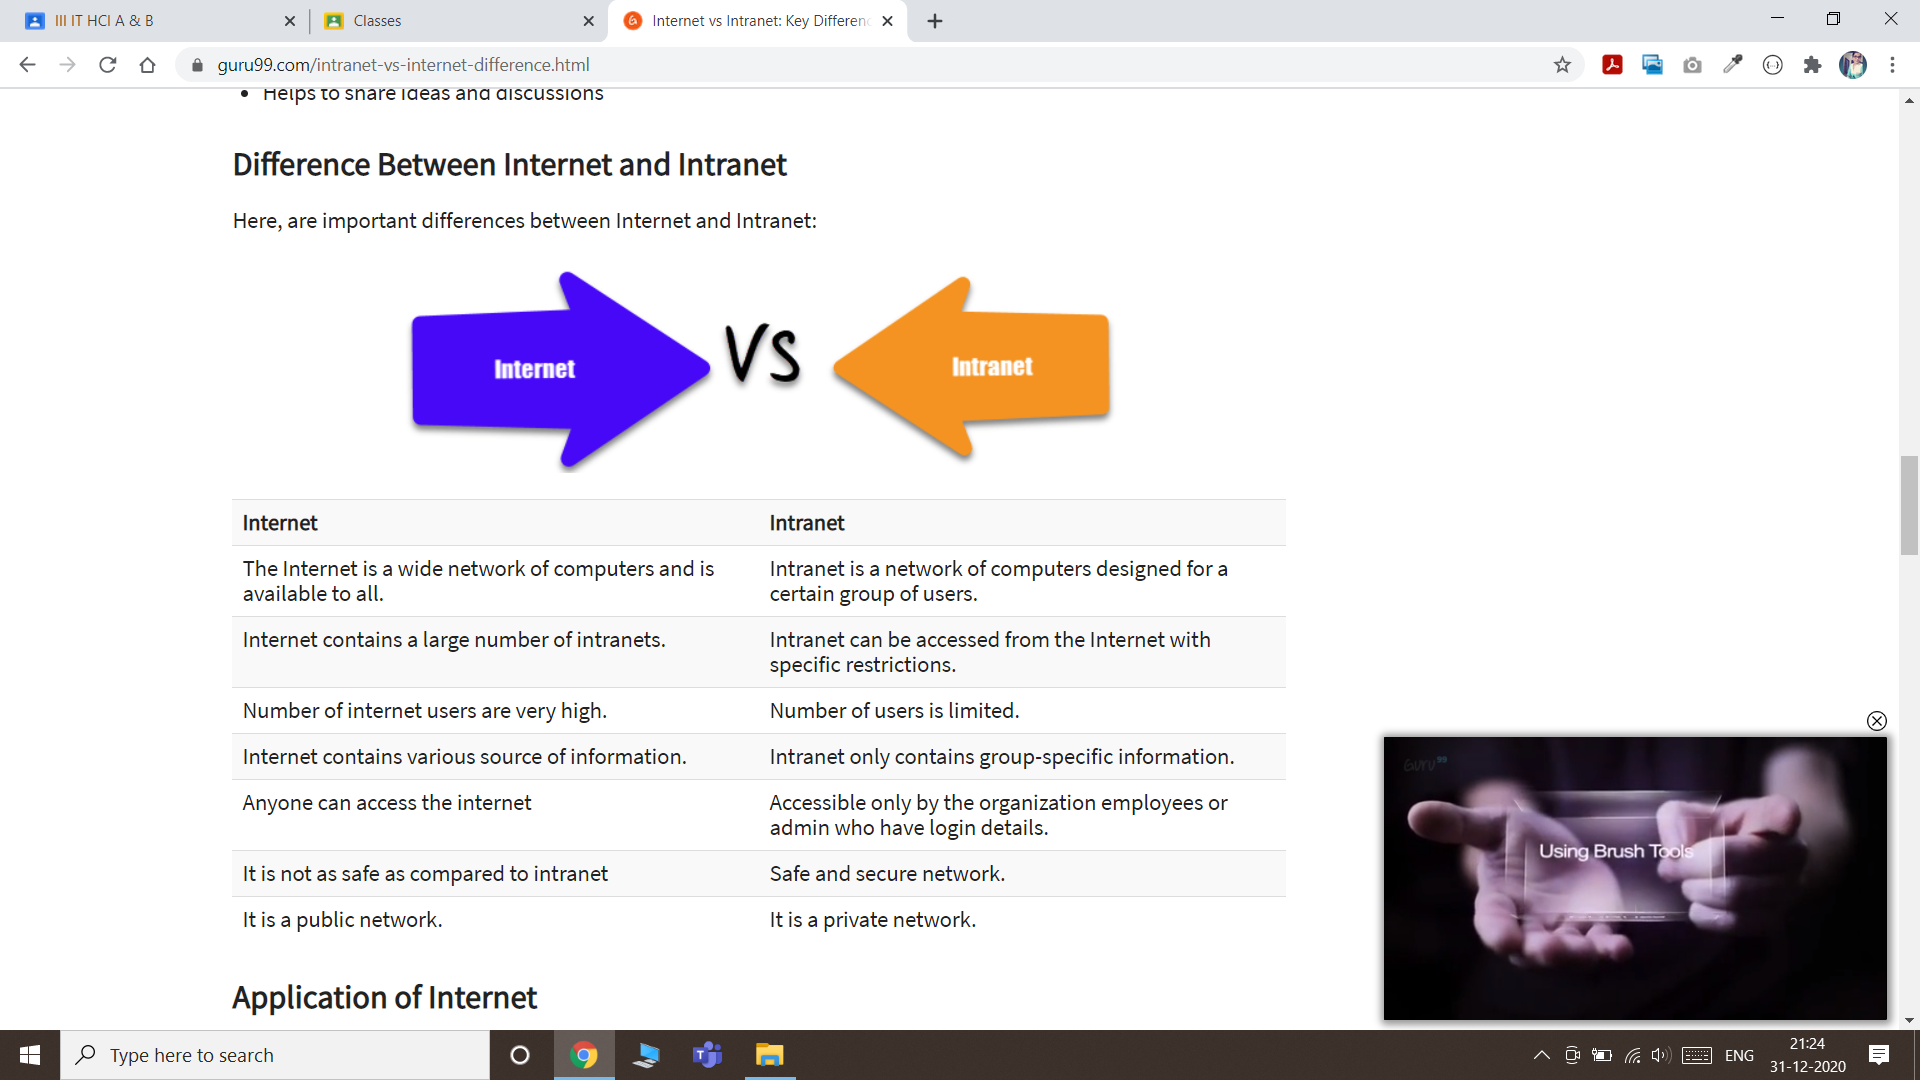 III IT HCI A & B
Classes
Internet vs Intranet: Key Differen
guru99.com/intranet-vs-internet-difference.html
Helps to share ideas and discussions
Difference Between Internet and Intranet
Here, are important differences between Internet and Intranet:
Internet
VS
Intranet
Internet Intranet
The Internet is a wide network of computers and is
available to all.
Intranet is a network of computers designed for a
certain group of users.
Internet contains a large number of intranets.
Intranet can be accessed from the Internet with
specific restrictions.
Number of internet users are very high. Number of users is limited.
Internet contains various source of information. Intranet only contains group-specific information.
Anyone can access the internet
Accessible only by the organization employees or
admin who have login details.
It is not as safe as compared to intranet Safe and secure network.
It is a public network. It is a private network.
Guru99
Using Brush Tools
Application of Internet
Type here to search
ENG
21:24
31-12-2020